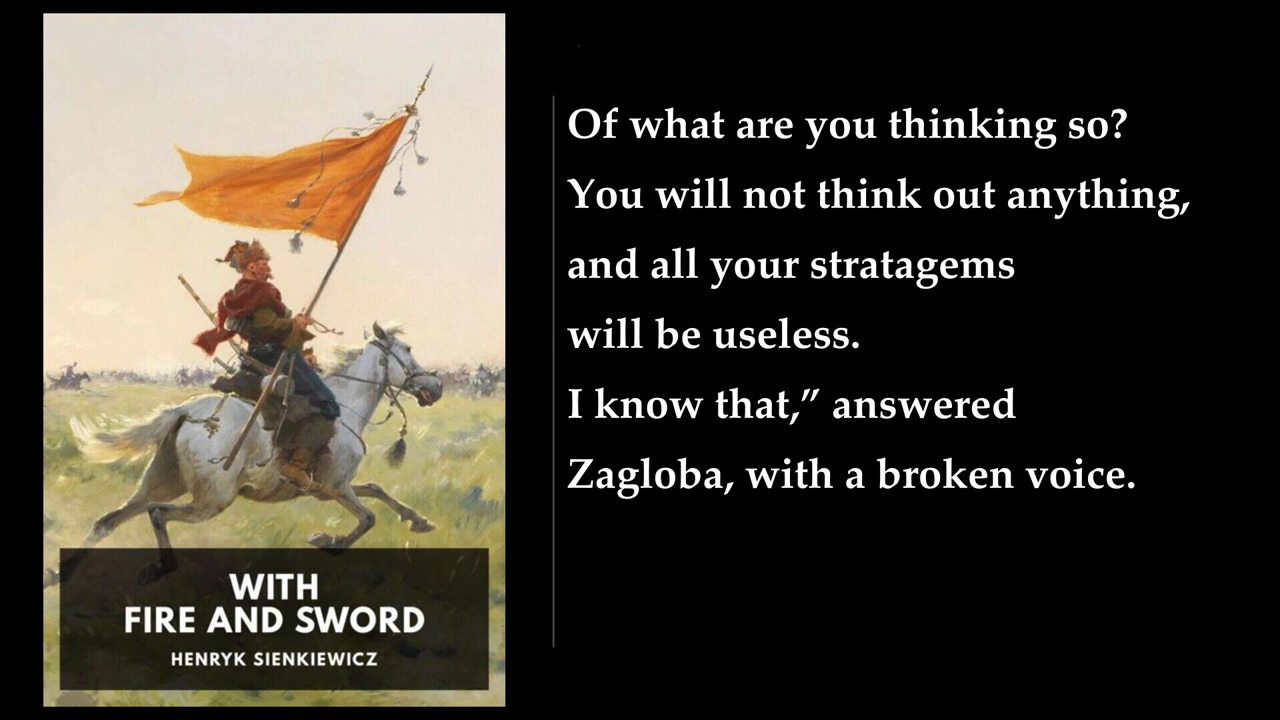 WITH
FIRE AND SWORD
HENRYK SIENKIEWICZ
Of what are you thinking so?
You will not think out anything,
and all your stratagems
will be useless.
I know that,” answered
Zagloba, with a broken voice.